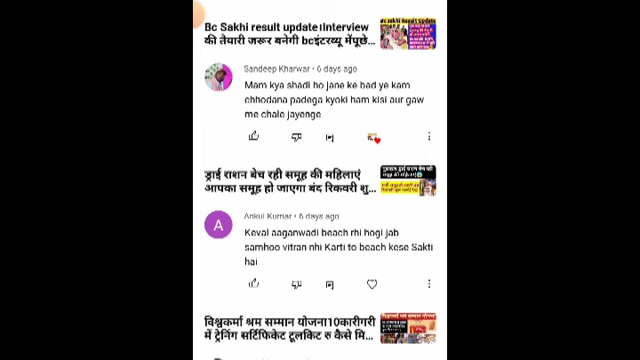 Bc Sakhi result update।Interview
की तैयारी जरूर बनेगी bcइंटरव्यू मेंपूछे...
Sandeep Kharwar • 6 days ago
Mam kya shadi ho jane ke bad ye kam
chhodana padega kyoki ham kisi aur gaw
me chale jayenge
ड्राई राशन बेच रही समूह की महिलाएं
आपका समूह हो जाएगा बंद रिकवरी शु...
A
Ankul Kumar • 6 days ago
Keval aaganwadi beach rhi hogi jab
samhoo vitran nhi Karti to beach kese Sakti
hai
विश्वकर्मा श्रम सम्मान योजना10कारीगरी
में ट्रेनिंग सर्टिफिकेट टूलकिट रु कैसे मि...